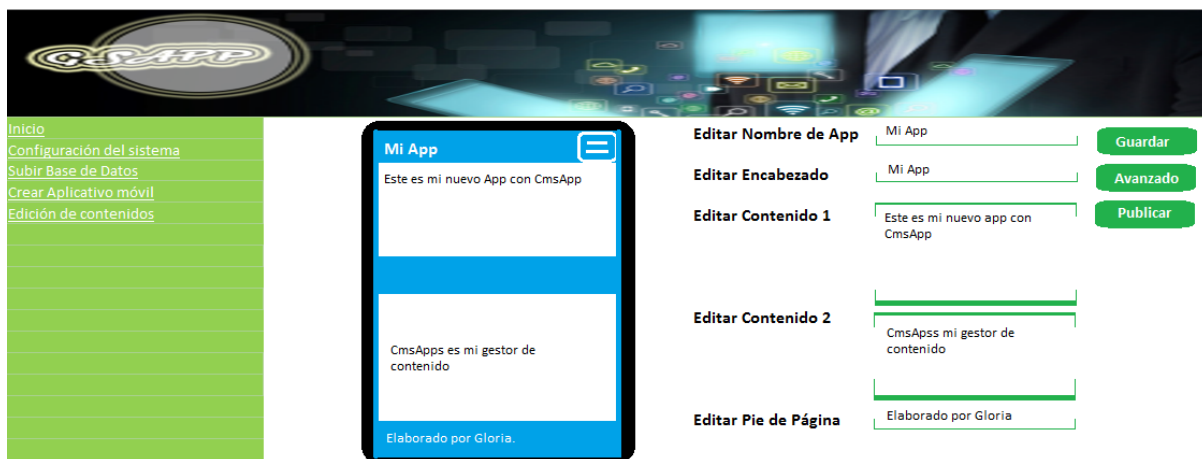 GSAPP
Inicio
Configuración del sistema
Subir Base de Datos
Crear Aplicativo móvil
Edición de contenidos
Mi App
Este es mi nuevo App con CmsApp
CmsApps es mi gestor de
contenido
Elaborado por Gloria.
Editar Nombre de App
Mi App
Editar Encabezado
Mi App
Editar Contenido 1
Este es mi nuevo app con
CmsApp
Editar Contenido 2
CmsApss mi gestor de
contenido
Editar Pie de Página
Elaborado por Gloria
Guardar
Avanzado
Publicar